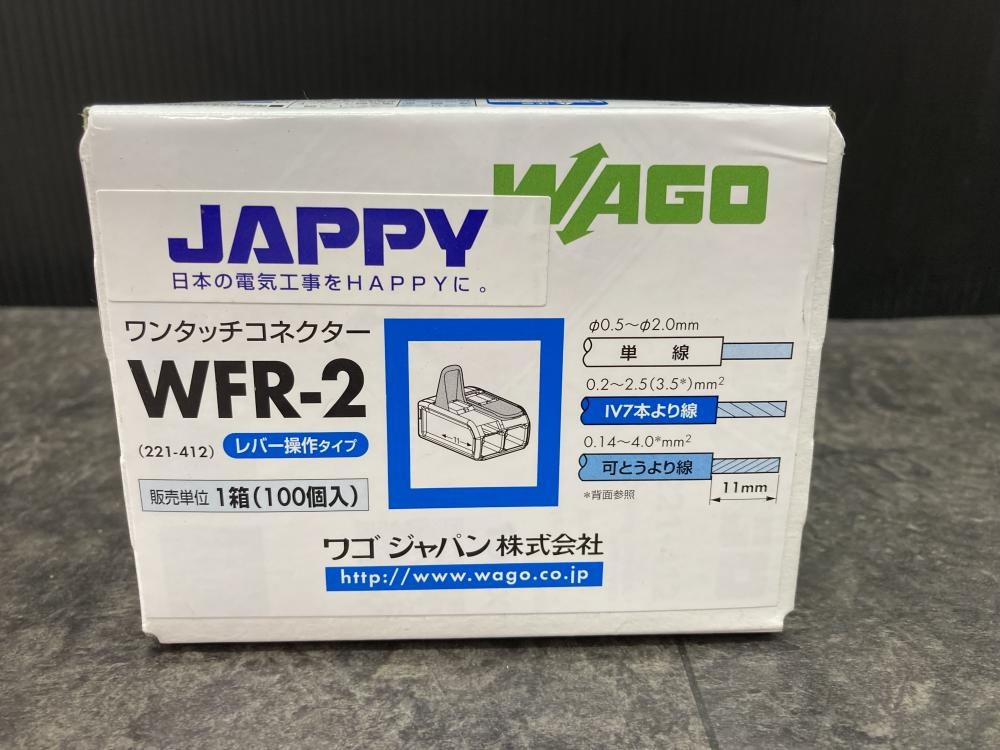 WAGO
JAPPY
日本の電気工事をHAPPYに。
ワンタッチコネクター
WFR-2
(221-412) レバー操作タイプ
販売単位 1箱(100個入)
11
φ0.5〜φ2.0mm
単 線
0.2〜2.5(3.5*)mm²
IV7本より線
0.14〜4.0*mm²
可とうより線
*背面参照
11mm
ワゴ ジャパン 株式会社
http://www.wago.co.jp